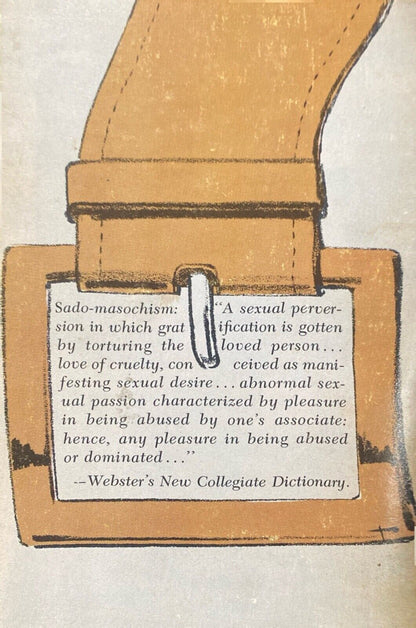 Sado-masochism: “A sexual perver-
sion in which grat ification is gotten
by torturing the loved person...
love of cruelty, con ceived as mani-
festing sexual desire... abnormal sex-
ual passion characterized by pleasure
in being abused by one’s associate:
hence, any pleasure in being abused
or dominated...”
--Webster’s New Collegiate Dictionary.